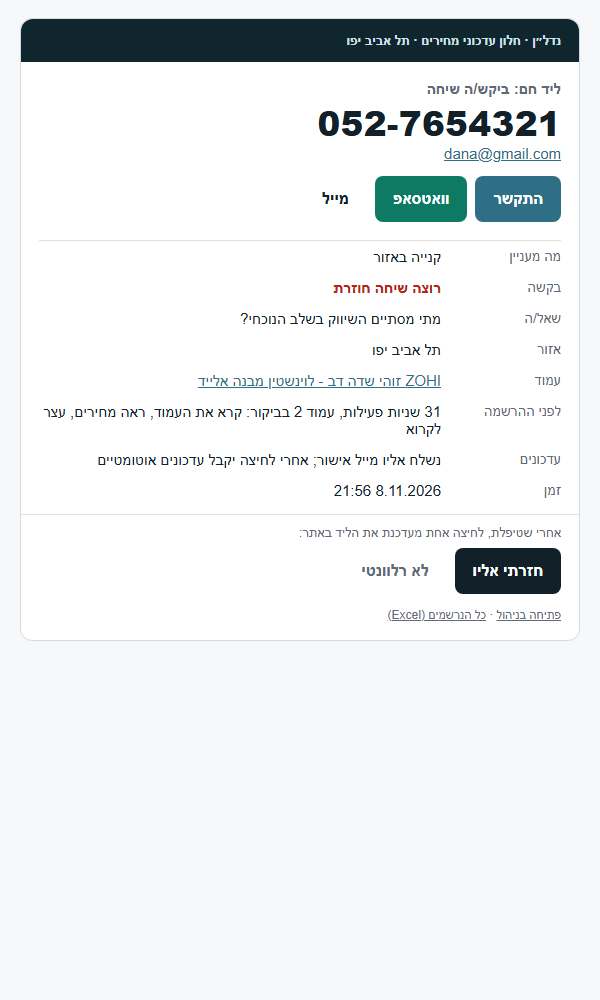 נדל״ן · חלון עדכוני מחירים · תל אביב יפו
ליד חם: ביקש/ה שיחה
052-7654321
dana@gmail.com
התקשר
וואטסאפ
מייל
מה מעניין
קנייה באזור
בקשה
רוצה שיחה חוזרת
שאל/ה
מתי מסתיים השיווק בשלב הנוכחי?
אזור
תל אביב יפו
עמוד
ZOHI זוהי שדה דב - לוינשטין מבנה אלייד
לפני ההרשמה
31 שניות פעילות, עמוד 2 בביקור: קרא את העמוד, ראה מחירים, עצר
לקרוא
עדכונים
נשלח אליו מייל אישור; אחרי לחיצה יקבל עדכונים אוטומטיים
זמן
8.11.2026 21:56
אחרי שטיפלת, לחיצה אחת מעדכנת את הליד באתר:
חזרתי אליו
לא רלוונטי
פתיחה בניהול · כל הנרשמים (Excel)